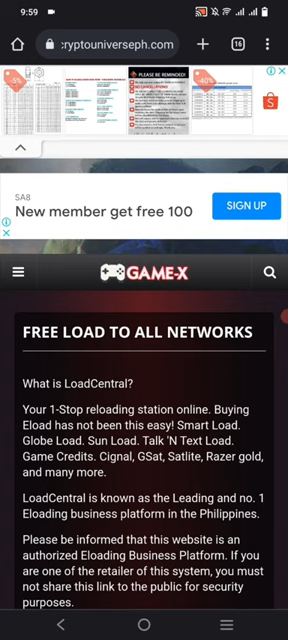 9:59
:ryptouniverseph.com
16
-5%
PLEASE BE REMINDED!
-40%
SA8
New member get free 100
SIGN UP
GAME-X
FREE LOAD TO ALL NETWORKS
What is LoadCentral?
Your 1-Stop reloading station online. Buying
Eload has not been this easy! Smart Load.
Globe Load. Sun Load. Talk 'N Text Load.
Game Credits. Cignal, GSat, Satlite, Razer gold,
and many more.
LoadCentral is known as the Leading and no. 1
Eloading business platform in the Philippines.
Please be informed that this website is an
authorized Eloading Business Platform. If you
are one of the retailer of this system, you must
not share this link to the public for security
purposes.